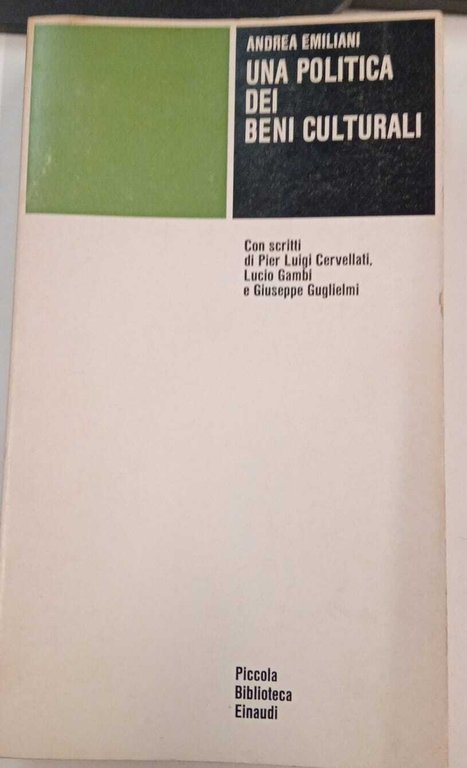 ANDREA EMILIANI
UNA POLITICA
DEI
BENI CULTURALI
Con scritti
di Pier Luigi Cervellati,
Lucio Gambi
e Giuseppe Guglielmi
Piccola
Biblioteca
Einaudi